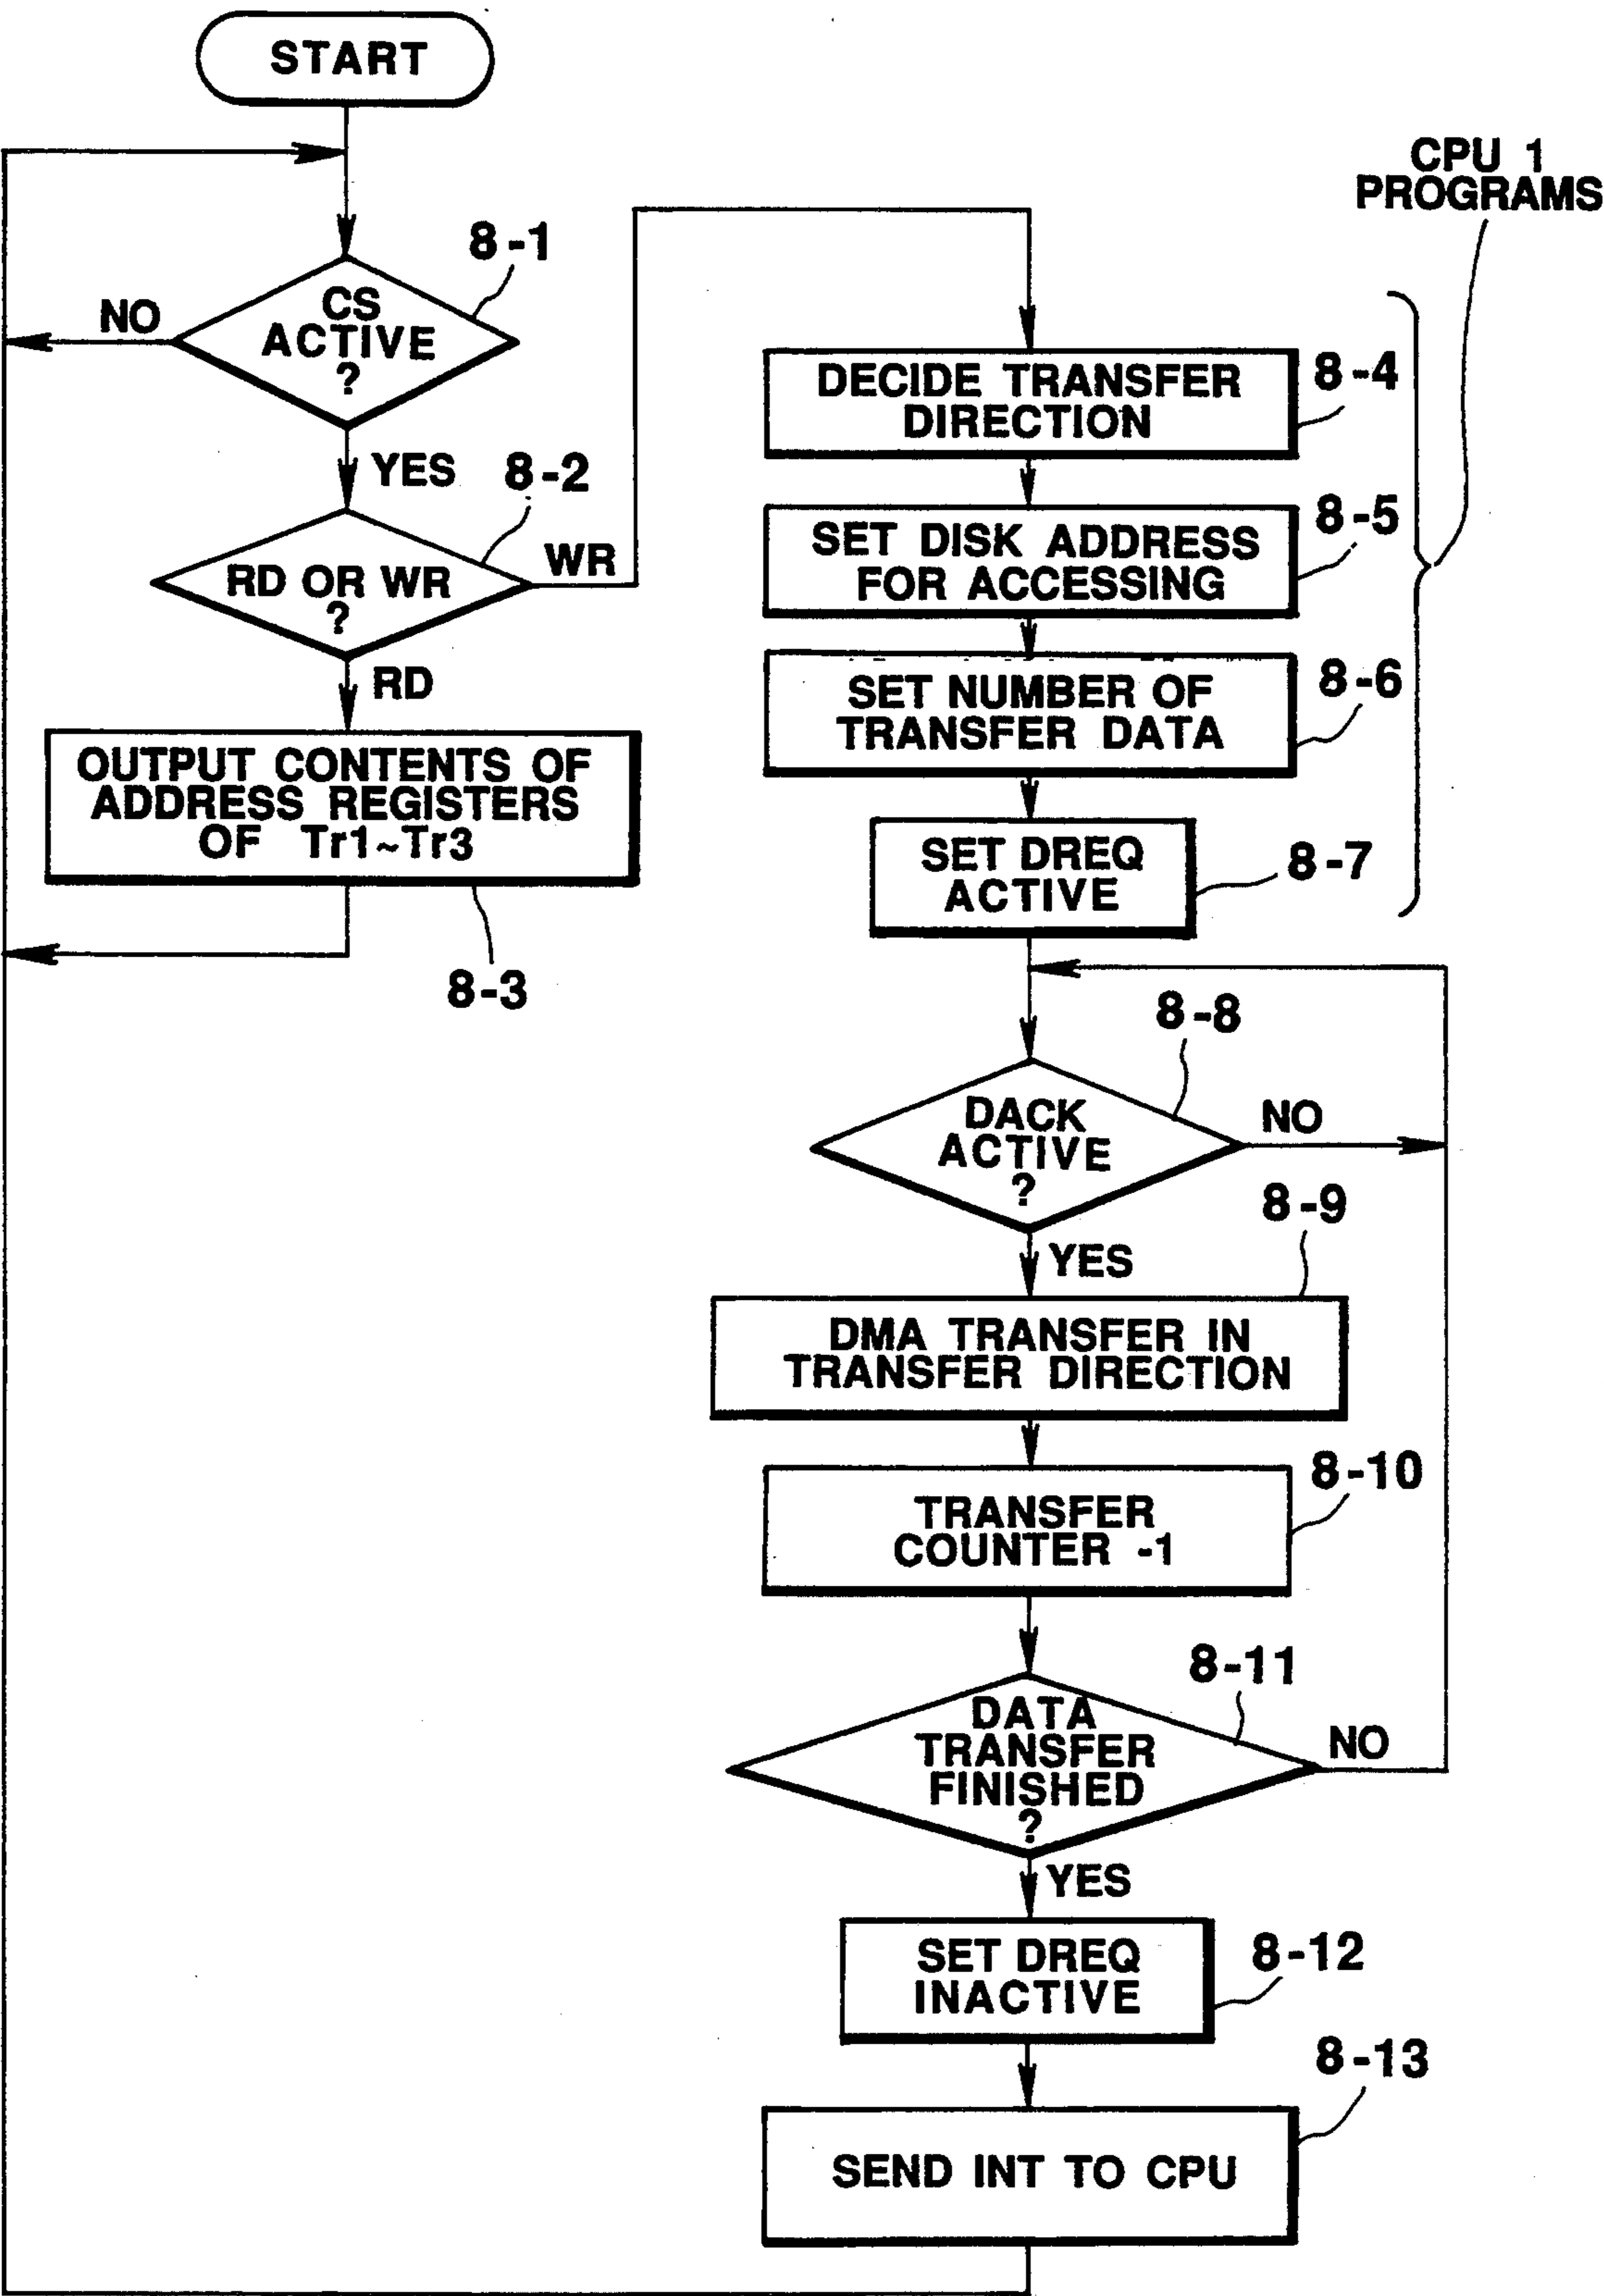 START
CPU 1
PROGRAMS
8-1
CS
ACTIVE
?
NO
YES
8-2
RD OR WR
?
WR
RD
OUTPUT CONTENTS OF
ADDRESS REGISTERS
OF Tr1~Tr3
8-3
DECIDE TRANSFER
DIRECTION
8-4
SET DISK ADDRESS
FOR ACCESSING
8-5
SET NUMBER OF
TRANSFER DATA
8-6
SET DREQ
ACTIVE
8-7
8-8
DACK
ACTIVE
?
NO
YES
8-9
DMA TRANSFER IN
TRANSFER DIRECTION
8-10
TRANSFER
COUNTER -1
8-11
DATA
TRANSFER
FINISHED
?
NO
YES
SET DREQ
INACTIVE
8-12
8-13
SEND INT TO CPU